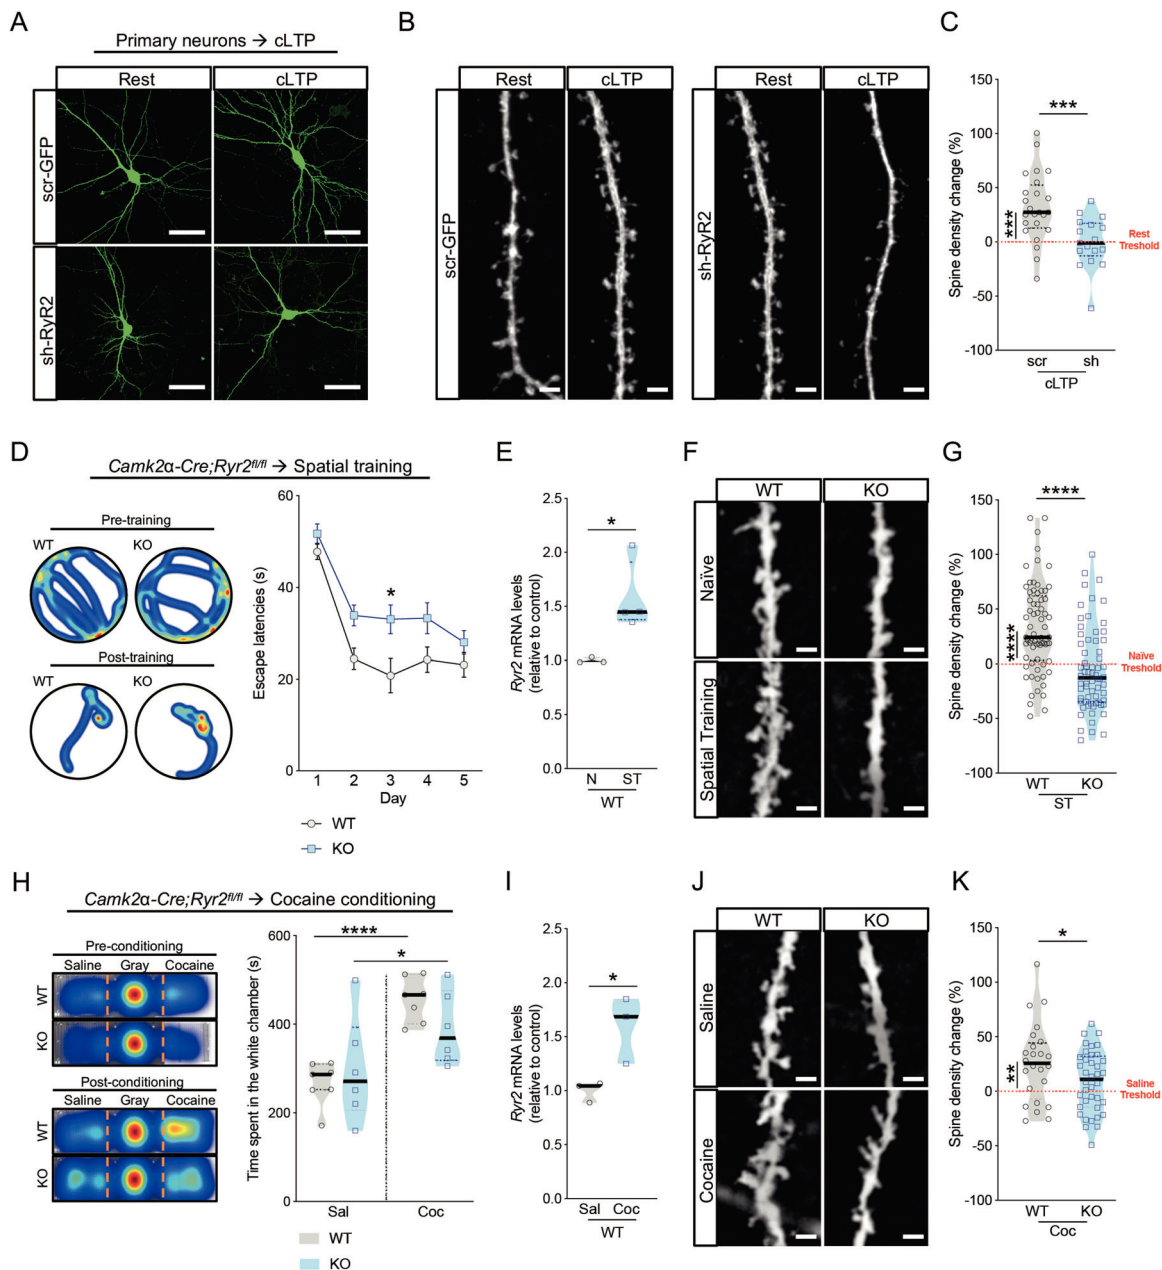 A
Primary neurons → cLTP
Rest
cLTP
scr-GFP
sh-RyR2
B
Rest
cLTP
scr-GFP
Rest
cLTP
sh-RyR2
C
Spine density change (%)
150
100
50
0
-50
-100
***
***
Rest
Treshold
scr
sh
cLTP
D
Camk2α-Cre;Ryr2fl/fl → Spatial training
Pre-training
WT
KO
Post-training
WT
KO
Escape latencies (s)
60
40
20
0
*
1
2
3
4
5
Day
WT
KO
E
Ryr2 mRNA levels
(relative to control)
2.5
2.0
1.5
1.0
0.5
0.0
*
N
ST
WT
F
WT
KO
Naïve
Spatial Training
G
Spine density change (%)
150
100
50
0
-50
-100
****
****
Naïve
Treshold
WT
KO
ST
H
Camk2α-Cre;Ryr2fl/fl → Cocaine conditioning
Pre-conditioning
Saline
Gray
Cocaine
WT
KO
Post-conditioning
Saline
Gray
Cocaine
WT
KO
Time spent in the white chamber (s)
600
400
200
0
****
*
Sal
Coc
WT
KO
I
Ryr2 mRNA levels
(relative to control)
2.5
2.0
1.5
1.0
0.5
0.0
*
Sal
Coc
WT
J
WT
KO
Saline
Cocaine
K
Spine density change (%)
150
100
50
0
-50
-100
*
**
Saline
Treshold
WT
KO
Coc